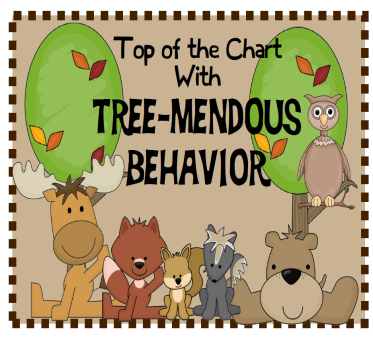 Top of the Chart
With
TREE-MENDOUS
BEHAVIOR